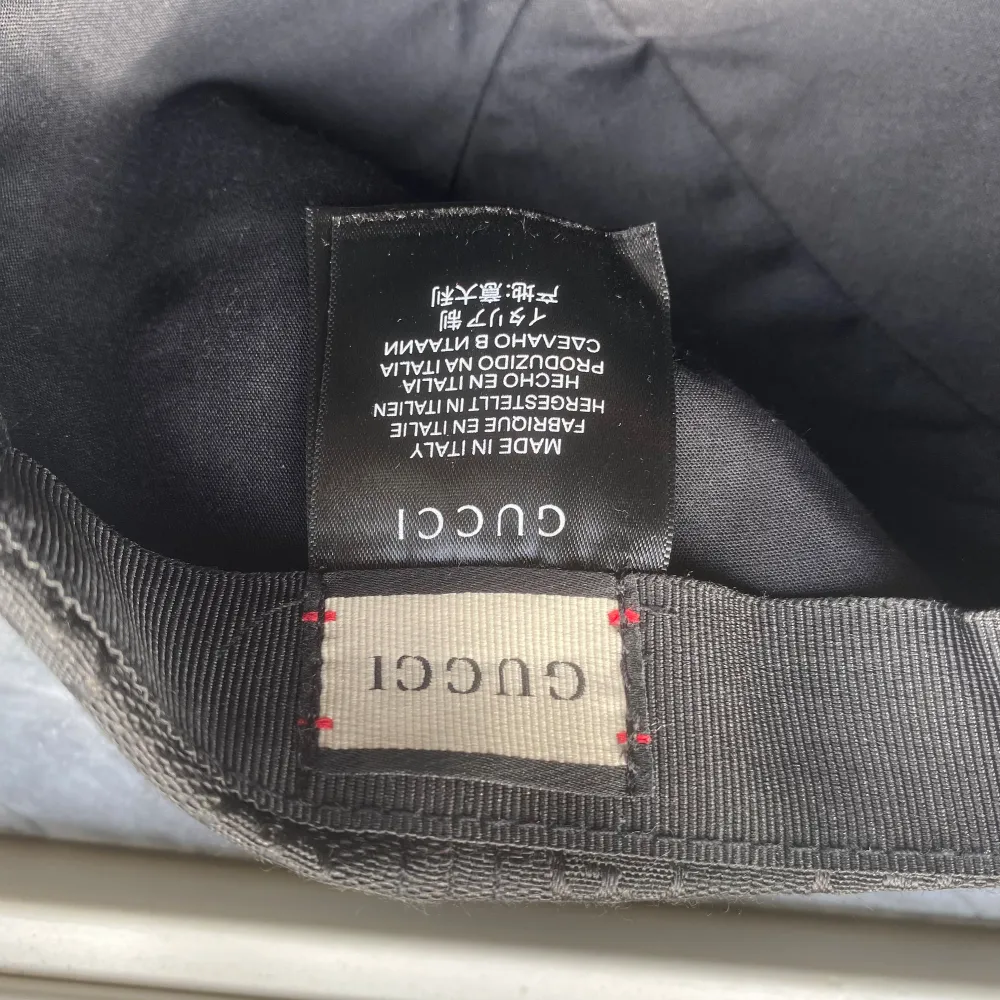 GUCCI
GUCCI
MADE IN ITALY
FABRIQUE EN ITALIE
HERGESTELLT IN ITALIEN
HECHO EN ITALIA
PRODUZIDO NA ITALIA
СДЕЛАНО В ИТАЛИИ
イタリア制
产地:意大利